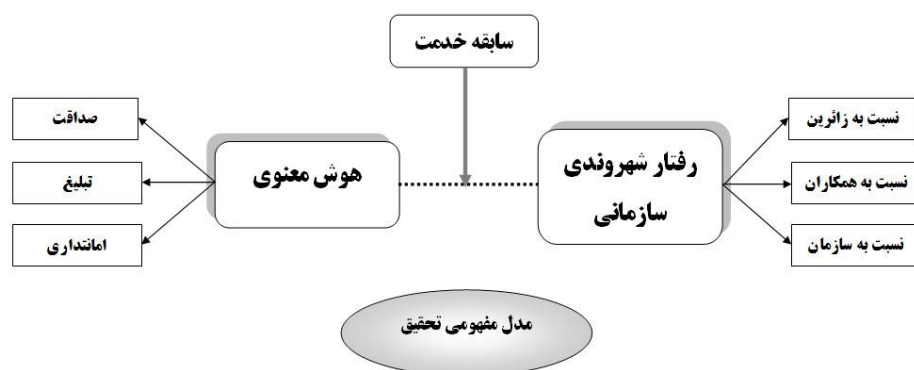 سابقه خدمت
نسبت به زائرین
نسبت به همکاران
نسبت به سازمان
رفتار شهروندی
سازمانی
هوش معنوی
صداقت
تبلیغ
امانتداری
مدل مفهومی تحقیق